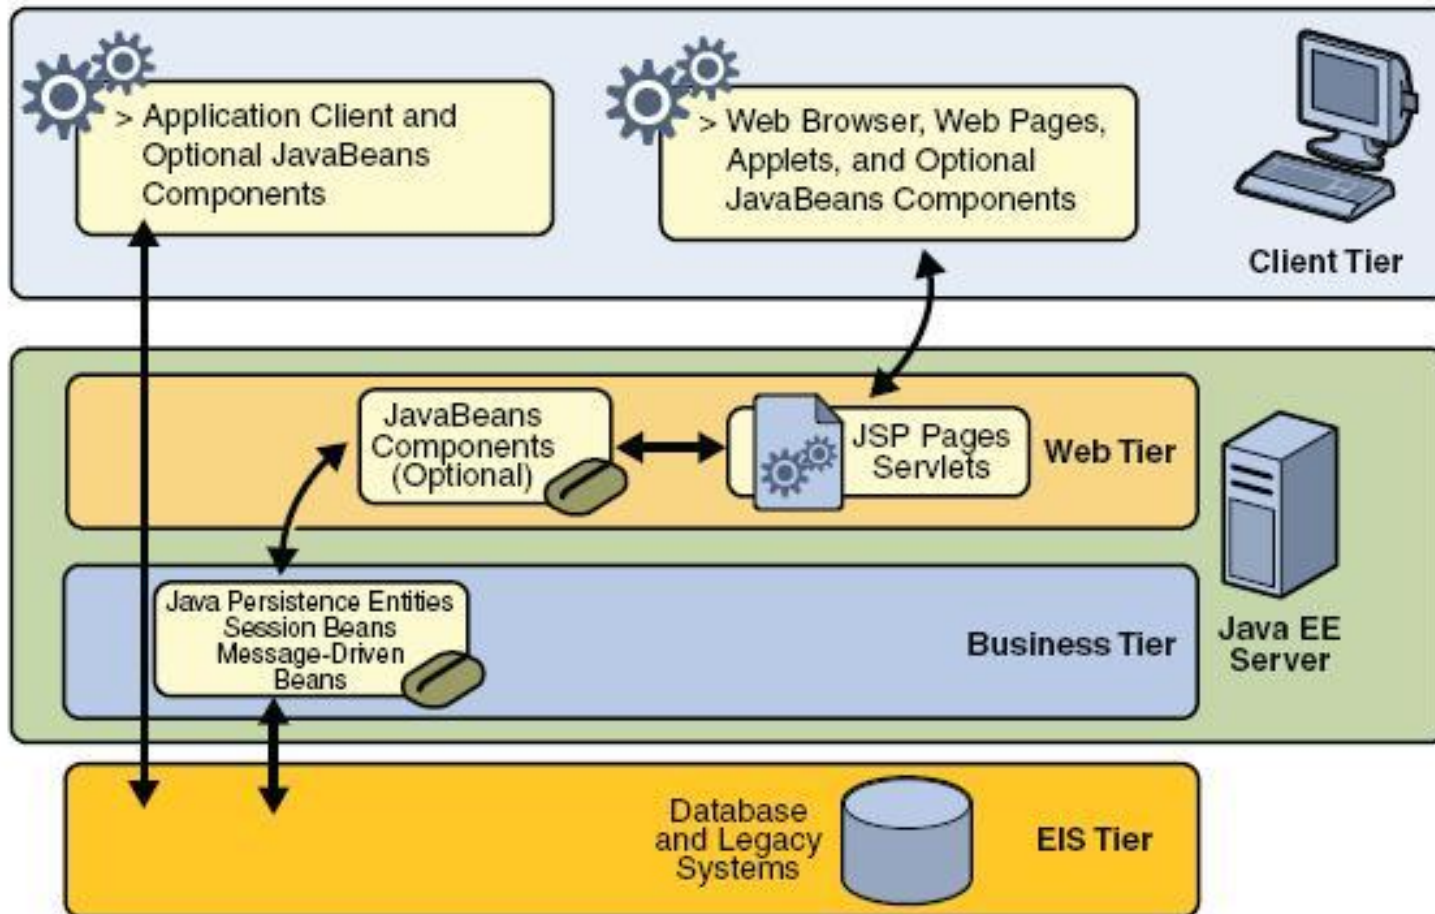 > Application Client and
Optional JavaBeans
Components
> Web Browser, Web Pages,
Applets, and Optional
JavaBeans Components
Client Tier
JavaBeans
Components
(Optional)
JSP Pages
Servlets
Web Tier
Java Persistence Entities
Session Beans
Message-Driven
Beans
Business Tier
Java EE
Server
Database
and Legacy
Systems
EIS Tier